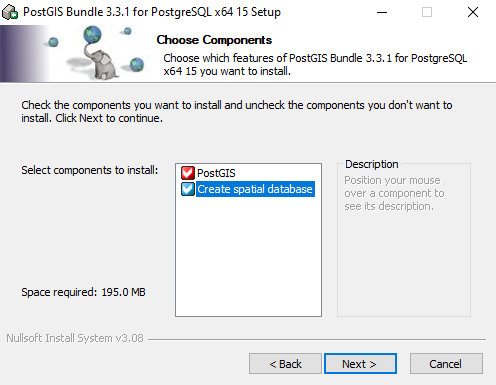 PostGIS Bundle 3.3.1 for PostgreSQL x64 15 Setup
Choose Components
Choose which features of PostGIS Bundle 3.3.1 for PostgreSQL
x64 15 you want to install.
Check the components you want to install and uncheck the components you don't want to
install. Click Next to continue.
Select components to install:
PostGIS
Create spatial database
Description
Position your mouse
over a component to
see its description.
Space required: 195.0 MB
Nullsoft Install System v3.08
< Back
Next >
Cancel